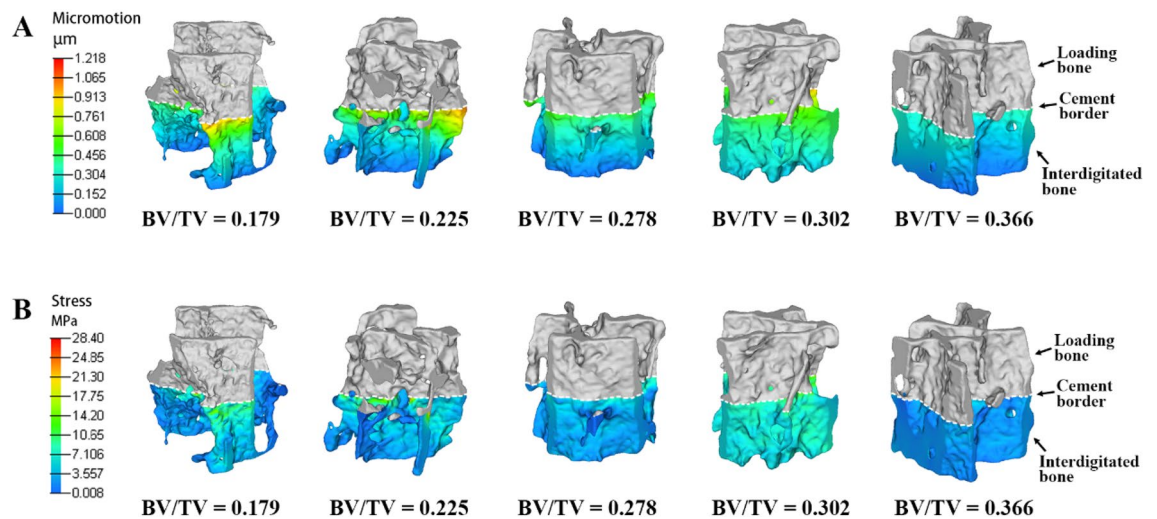 A
Micromotion
μm
1.218
1.065
0.913
0.761
0.608
0.456
0.304
0.152
0.000
Loading
bone
Cement
border
Interdigitated
bone
BV/TV = 0.179
BV/TV = 0.225
BV/TV = 0.278
BV/TV = 0.302
BV/TV = 0.366
B
Stress
MPa
28.40
24.85
21.30
17.75
14.20
10.65
7.106
3.557
0.008
Loading
bone
Cement
border
Interdigitated
bone
BV/TV = 0.179
BV/TV = 0.225
BV/TV = 0.278
BV/TV = 0.302
BV/TV = 0.366